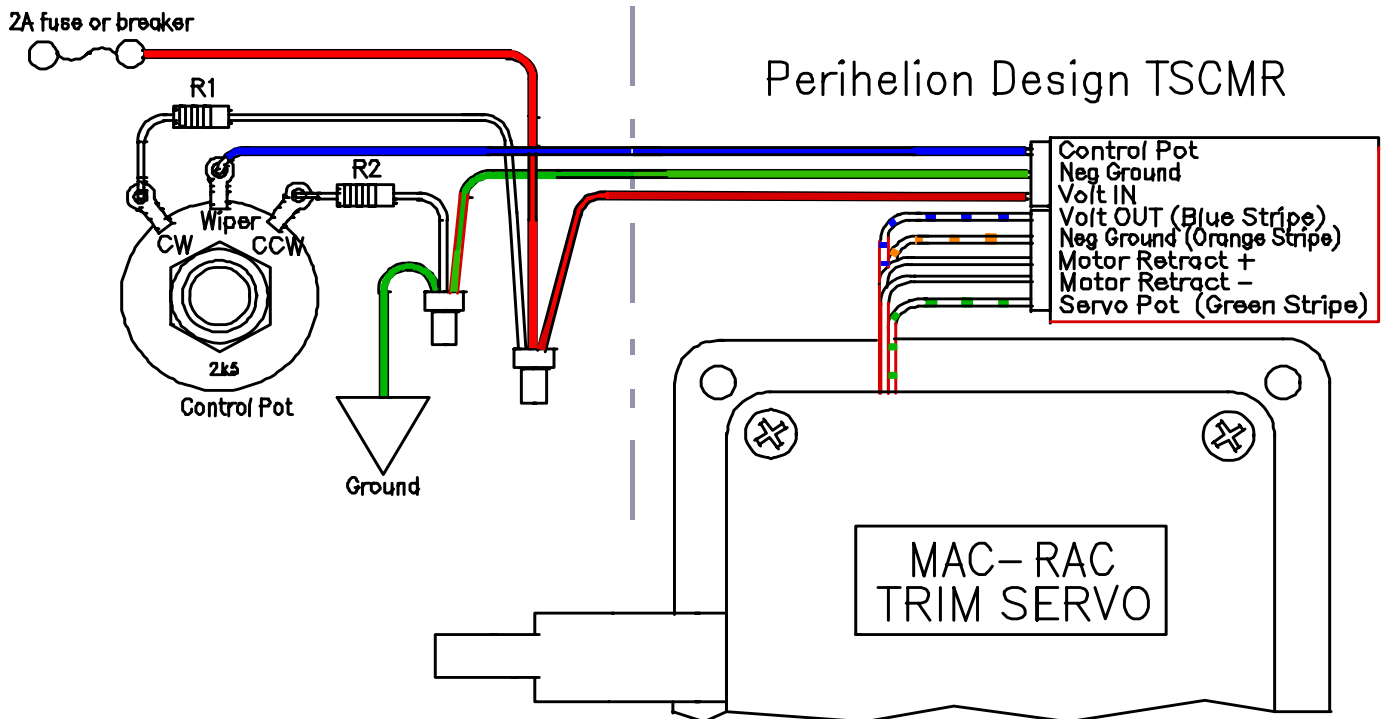 2A fuse or breaker
R1
Perihelion Design TSCMR
R2
Wiper
CW
CCW
2k5
Control Pot
Ground
Control Pot
Neg Ground
Volt IN
Volt OUT (Blue Stripe)
Neg Ground (Orange Stripe)
Motor Retract +
Motor Retract -
Servo Pot (Green Stripe)
MAC-RAC
TRIM SERVO